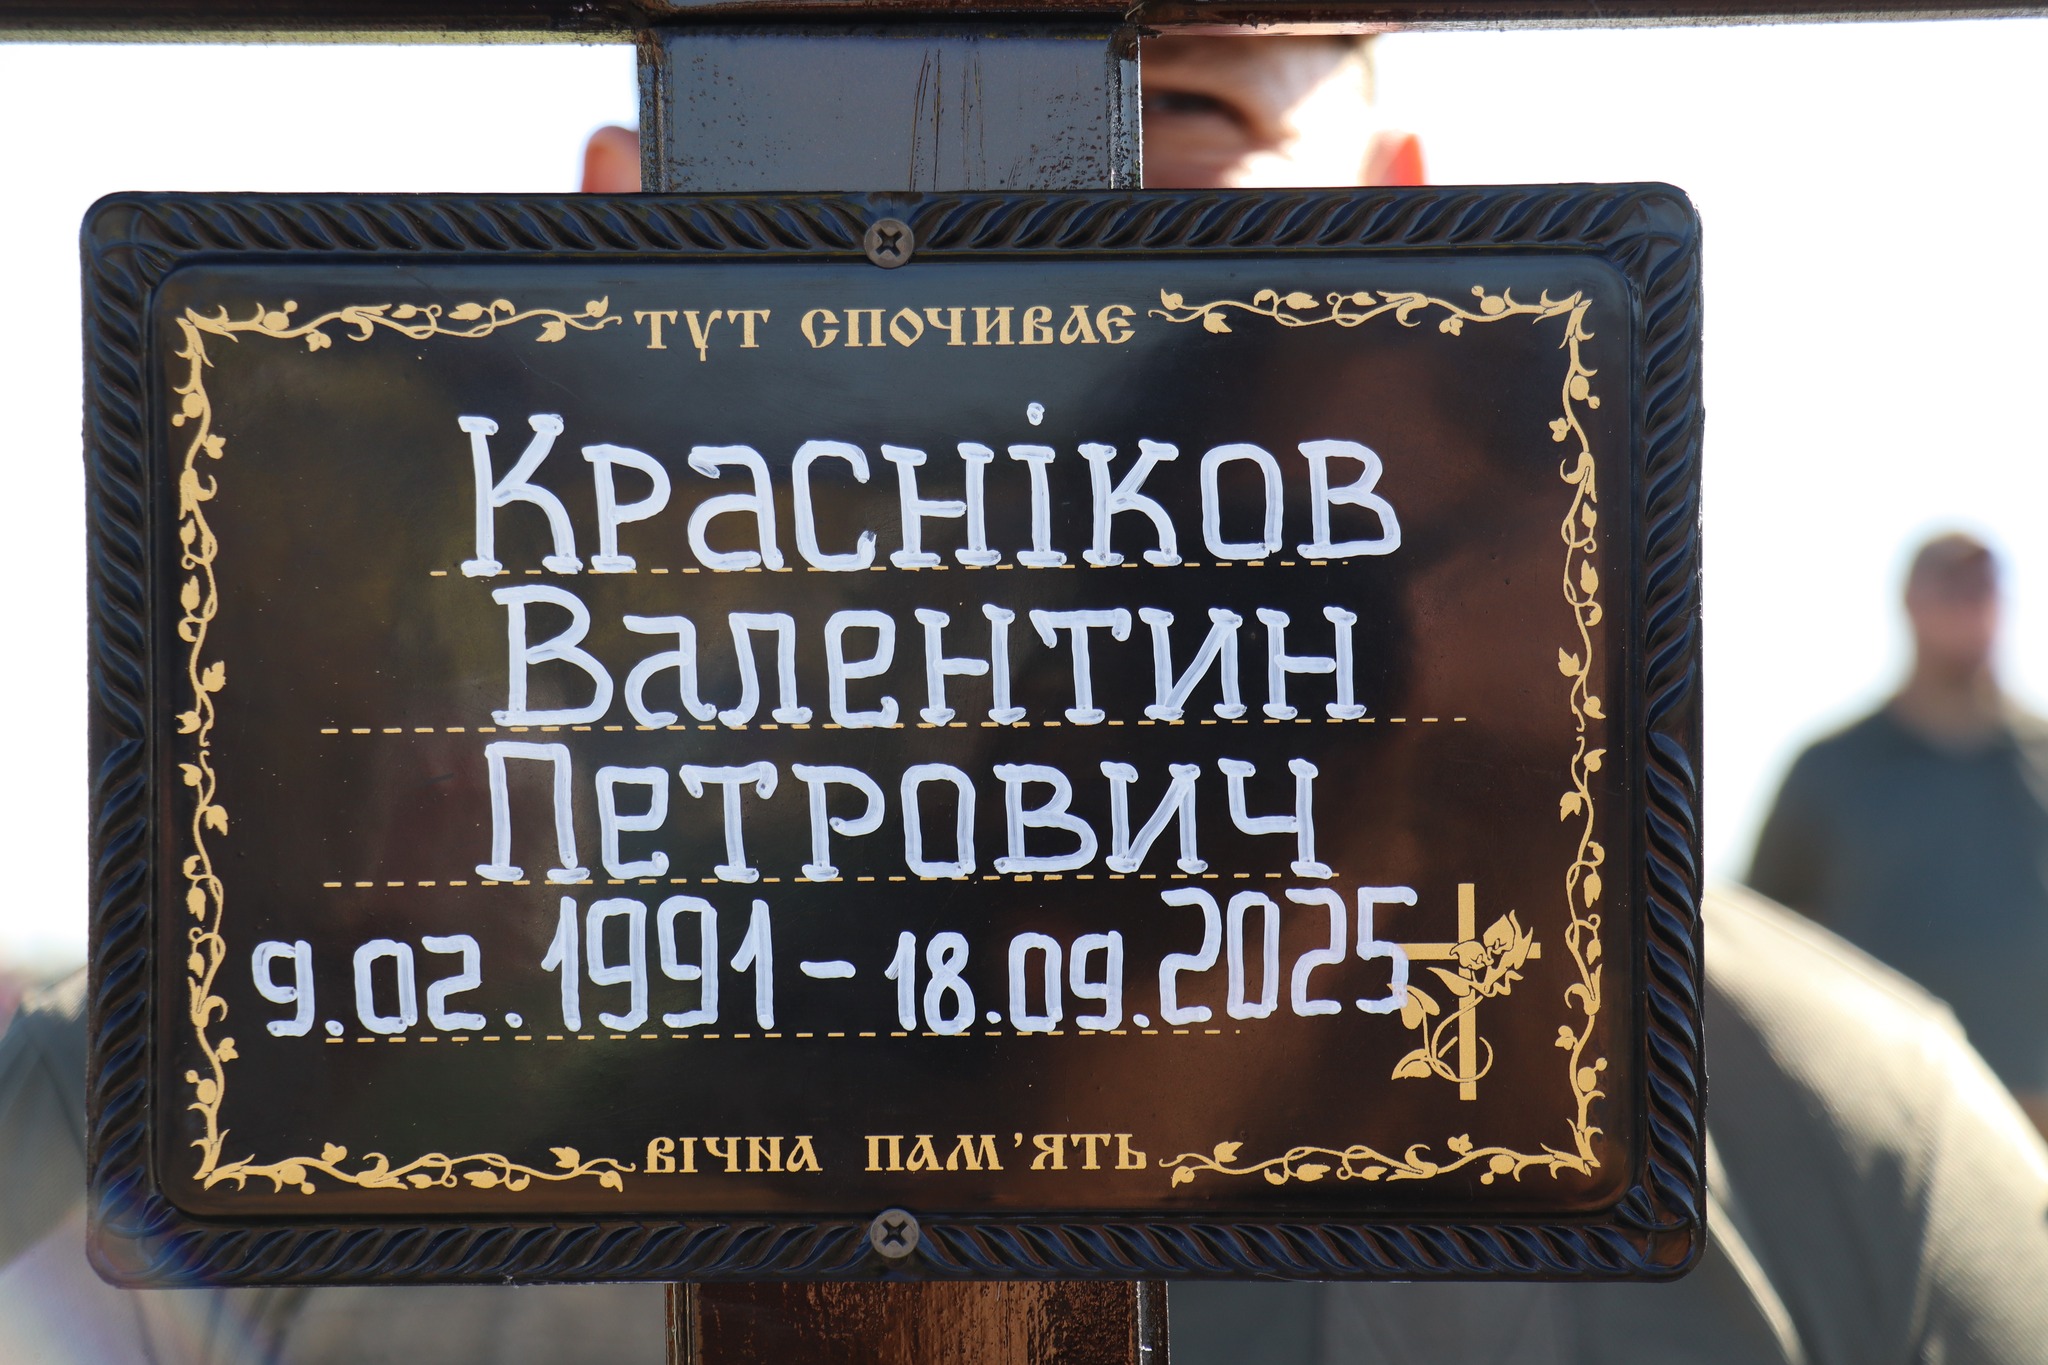 ТУТ СПОЧИВАЄ
Красніков
Валентин
Петрович
9.02.1991 – 18.09.2025
ВІЧНА ПАМ'ЯТЬ